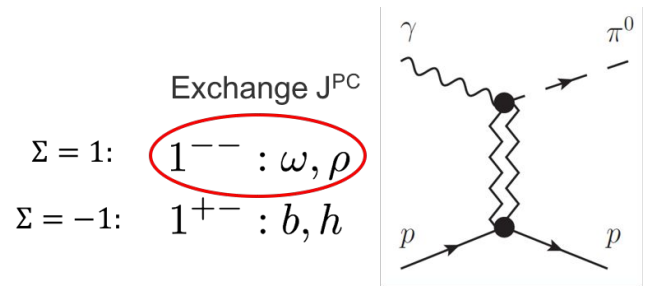 Exchange J^PC
Σ = 1: 1^−− : ω, ρ
Σ = −1: 1^+− : b, h
γ π^0
p p